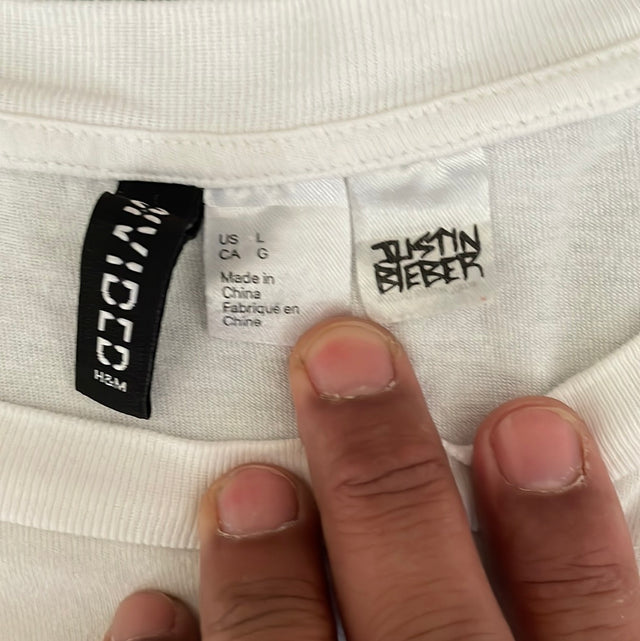 DIVIDED
H&M
US L
CA G
Made in
China
Fabriqué en
Chine
JUSTIN
BIEBER